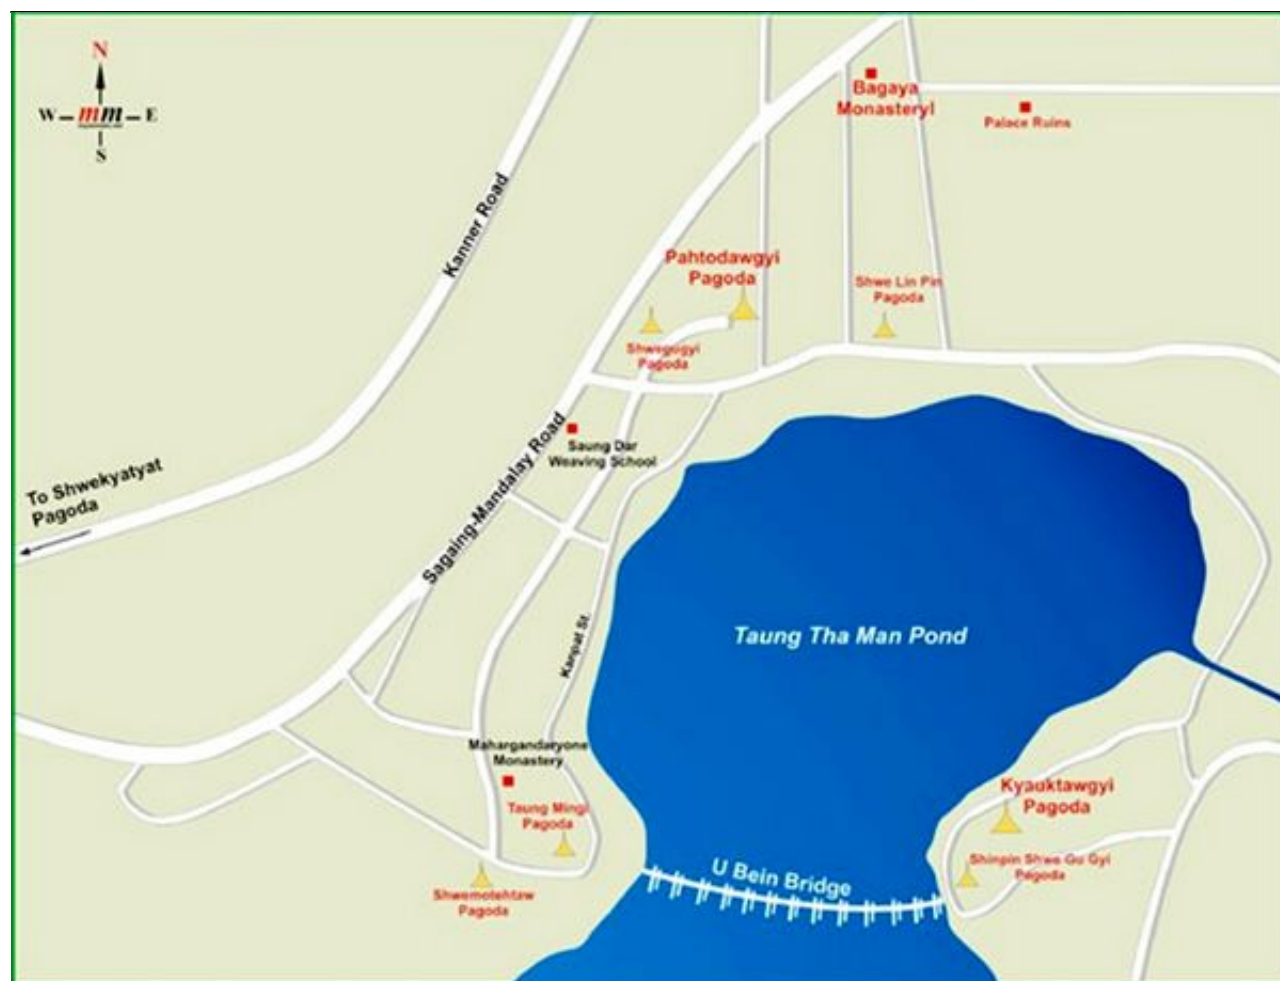 N
W
mm
E
S
Bagaya
Monasteryl
Palace Ruins
Kanner Road
Pahtodawgyi
Pagoda
Shwe Lin Pin
Pagoda
Shwegugyi
Pagoda
Saung Dar
Weaving School
Sagaing-Mandalay Road
To Shwekyatyat
Pagoda
Taung Tha Man Pond
Kanpat St.
Mahargandaryone
Monastery
Taung Mingi
Pagoda
Kyauktawgyi
Pagoda
U Bein Bridge
Shinpin Shwe Gu Gyi
Pagoda
Shwemotehtaw
Pagoda